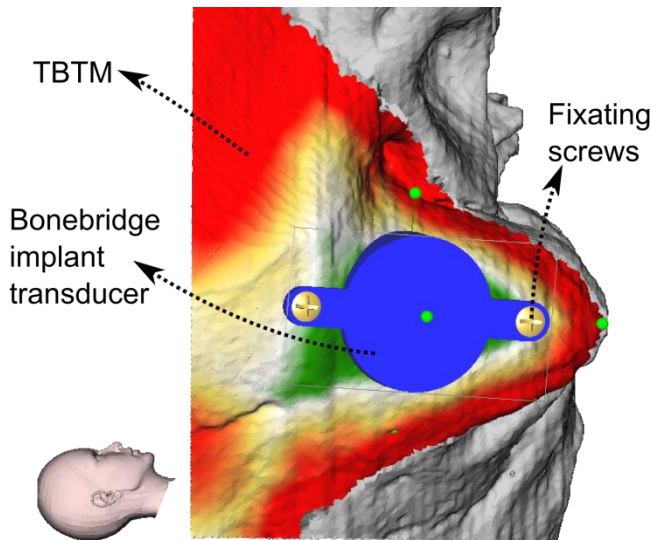 TBTM
Fixating
screws
Bonebridge
implant
transducer